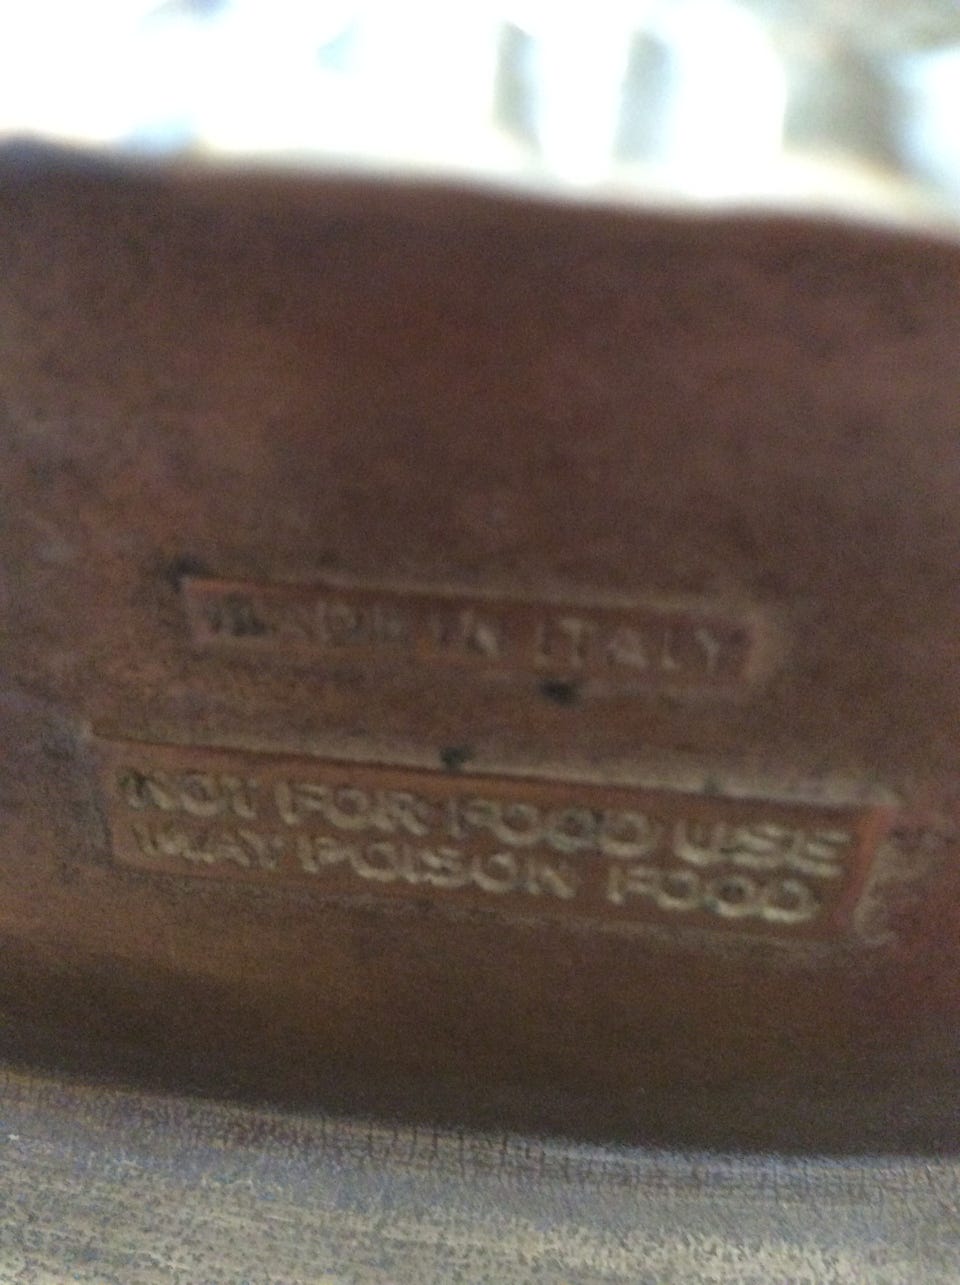 MADE IN ITALY
NOT FOR FOOD USE
MAY POISON FOOD